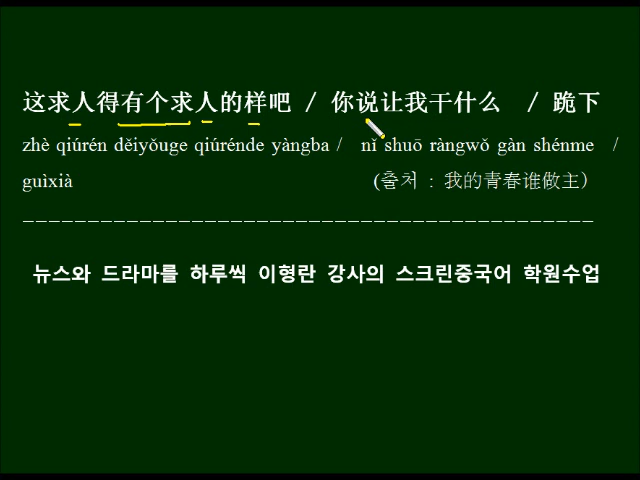 这求人得有个求人的样吧 / 你说让我干什么 / 跪下
zhè qiúrén děiyǒuge qiúrénde yàngba / nǐ shuō ràngwǒ gàn shénme /
guìxià (출처 : 我的青春谁做主)
뉴스와 드라마를 하루씩 이형란 강사의 스크린중국어 학원수업